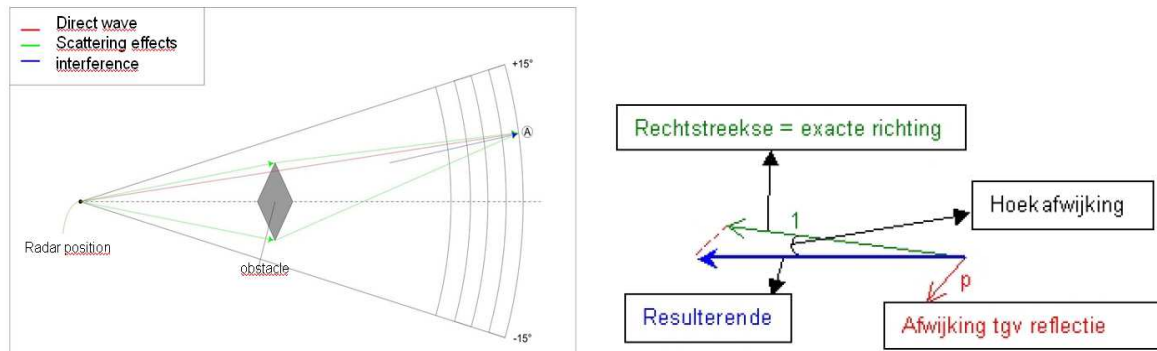 Direct wave
Scattering effects
interference
+15°
A
Radar position
obstacle
-15°
Rechtstreekse = exacte richting
1
Hoekafwijking
p
Resulterende
Afwijking tgv reflectie